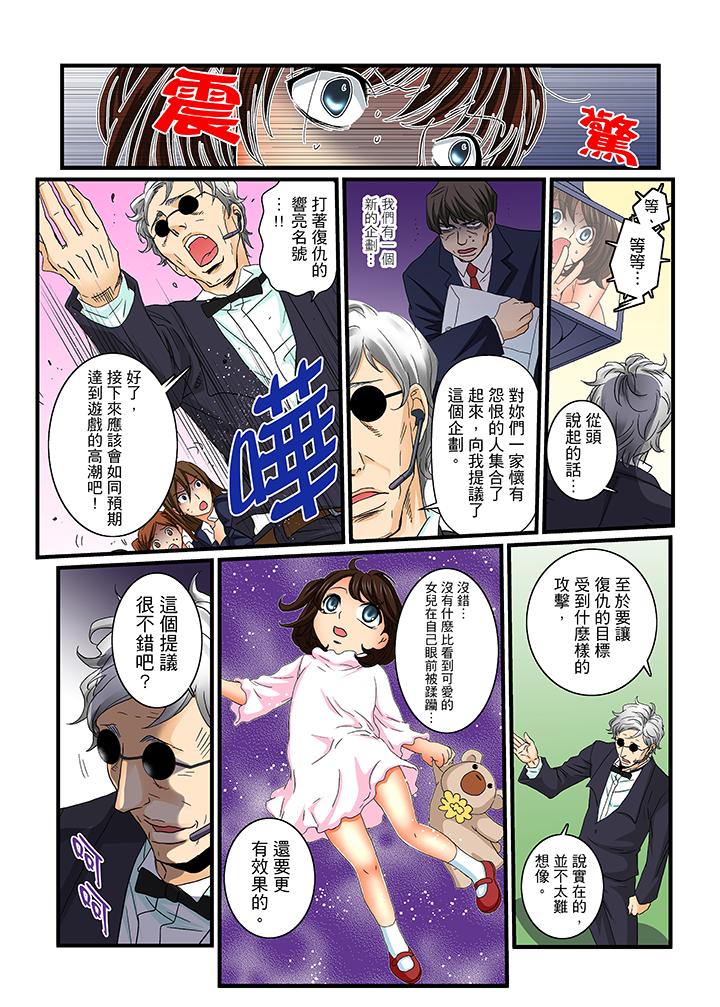 驚
震
等、
等等…
從頭
說起的話…
我們有一個
新的企劃…
對妳們一家懷有
怨恨的人集合了
起來，向我提議了
這個企劃。
打著復仇的
響亮名號
…!!
嘩
好了，
接下來應該會如同預期
達到遊戲的高潮吧！
至於要讓
復仇的目標
受到什麼樣的
攻擊，
說實在的，
並不太難
想像。
沒錯…
沒有什麼比看到可愛的
女兒在自己眼前被蹂躪…
還要更
有效果的。
這個提議
很不錯吧？
呵呵